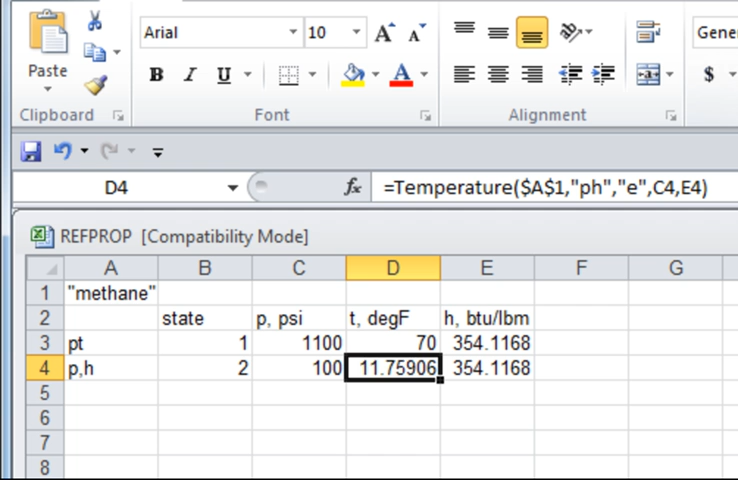 Arial 10 A A Gene
Paste B I U A $
Clipboard Font Alignment
D4 fx =Temperature($A$1,"ph","e",C4,E4)
REFPROP [Compatibility Mode]
A B C D E F G
1 "methane"
2 state p, psi t, degF h, btu/lbm
3 pt 1 1100 70 354.1168
4 p,h 2 100 11.75906 354.1168
5
6
7
8